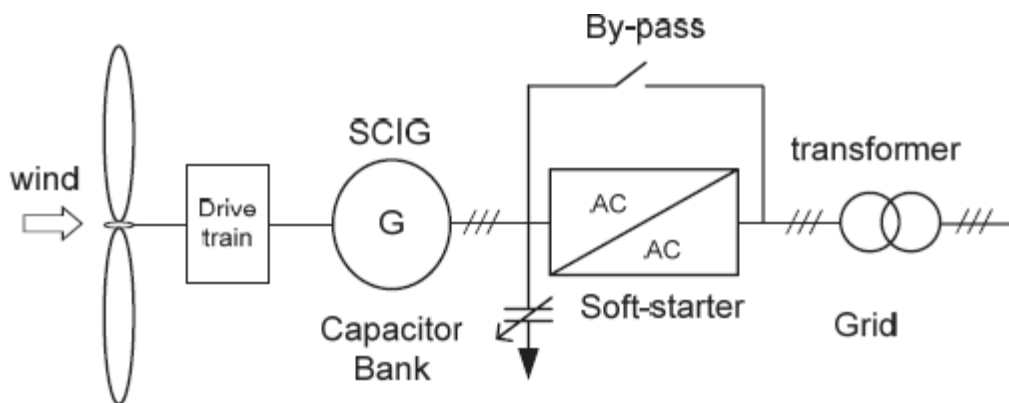 By-pass
SCIG
transformer
wind
Drive
train
G
AC
AC
Soft-starter
Capacitor
Bank
Grid